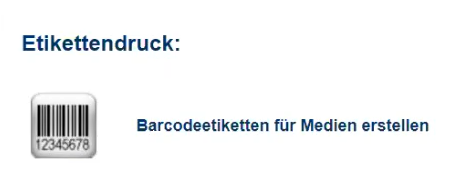 Etikettendruck:
Barcodeetiketten für Medien erstellen
12345678